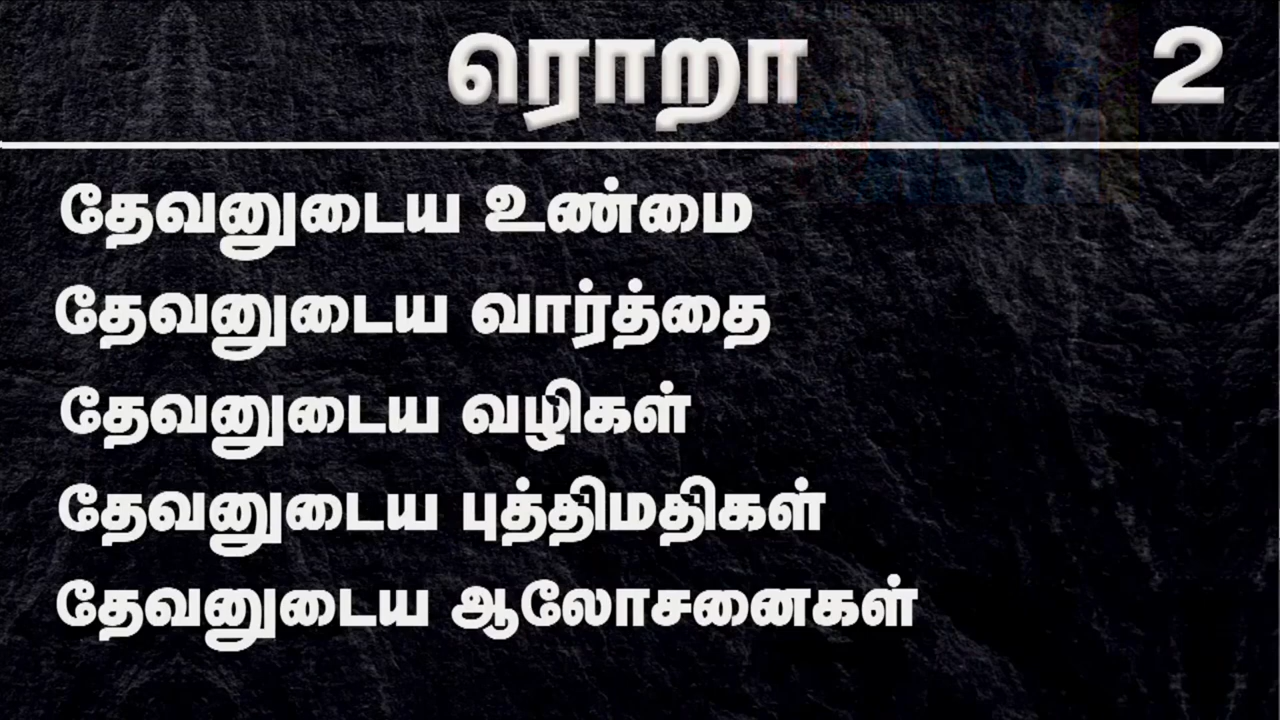 ரொறா
2
தேவனுடைய உண்மை
தேவனுடைய வார்த்தை
தேவனுடைய வழிகள்
தேவனுடைய புத்திமதிகள்
தேவனுடைய ஆலோசனைகள்